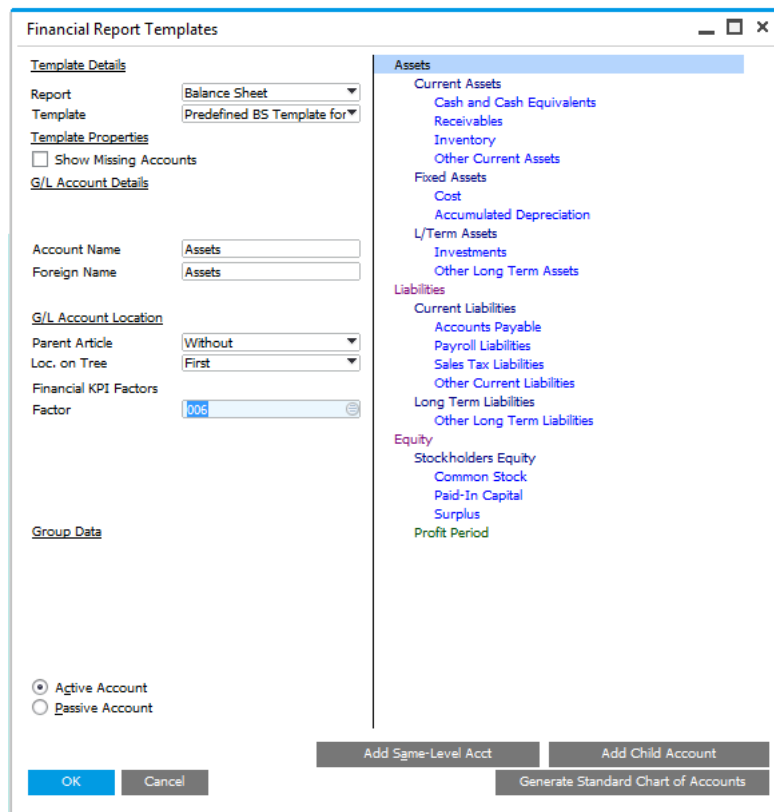 Financial Report Templates
Template Details
Report
Balance Sheet
Template
Predefined BS Template for
Template Properties
Show Missing Accounts
G/L Account Details
Account Name
Assets
Foreign Name
Assets
G/L Account Location
Parent Article
Without
Loc. on Tree
First
Financial KPI Factors
Factor
006
Group Data
Active Account
Passive Account
Assets
Current Assets
Cash and Cash Equivalents
Receivables
Inventory
Other Current Assets
Fixed Assets
Cost
Accumulated Depreciation
L/Term Assets
Investments
Other Long Term Assets
Liabilities
Current Liabilities
Accounts Payable
Payroll Liabilities
Sales Tax Liabilities
Other Current Liabilities
Long Term Liabilities
Other Long Term Liabilities
Equity
Stockholders Equity
Common Stock
Paid-In Capital
Surplus
Profit Period
Add Same-Level Acct
Add Child Account
OK
Cancel
Generate Standard Chart of Accounts